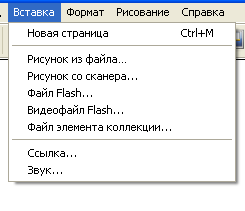 Вставка Формат Рисование Справка
Новая страница Ctrl+M
Рисунок из файла...
Рисунок со сканера...
Файл Flash...
Видеофайл Flash...
Файл элемента коллекции...
Ссылка...
Звук...